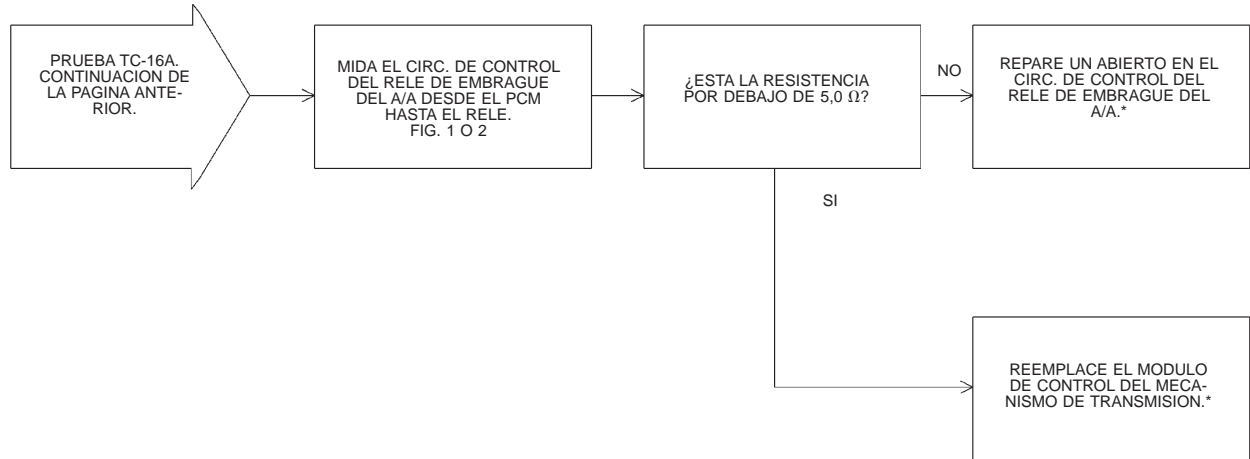 PRUEBA TC-16A.
CONTINUACION DE
LA PAGINA ANTE-
RIOR.
MIDA EL CIRC. DE CONTROL
DEL RELE DE EMBRAGUE
DEL A/A DESDE EL PCM
HASTA EL RELE.
FIG. 1 O 2
¿ESTA LA RESISTENCIA
POR DEBAJO DE 5,0 Ω?
NO
REPARE UN ABIERTO EN EL
CIRC. DE CONTROL DEL
RELE DE EMBRAGUE DEL
A/A.*
SI
REEMPLACE EL MODULO
DE CONTROL DEL MECA-
NISMO DE TRANSMISION.*